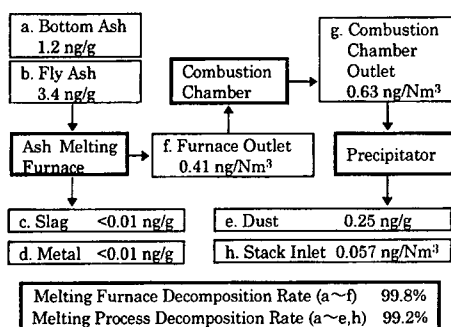 a. Bottom Ash
1.2 ng/g
b. Fly Ash
3.4 ng/g
Ash Melting
Furnace
c. Slag <0.01 ng/g
d. Metal <0.01 ng/g
f. Furnace Outlet
0.41 ng/Nm³
Combustion
Chamber
g. Combustion
Chamber
Outlet
0.63 ng/Nm³
Precipitator
e. Dust 0.25 ng/g
h. Stack Inlet 0.057 ng/Nm³
Melting Furnace Decomposition Rate (a～f) 99.8%
Melting Process Decomposition Rate (a～e,h) 99.2%